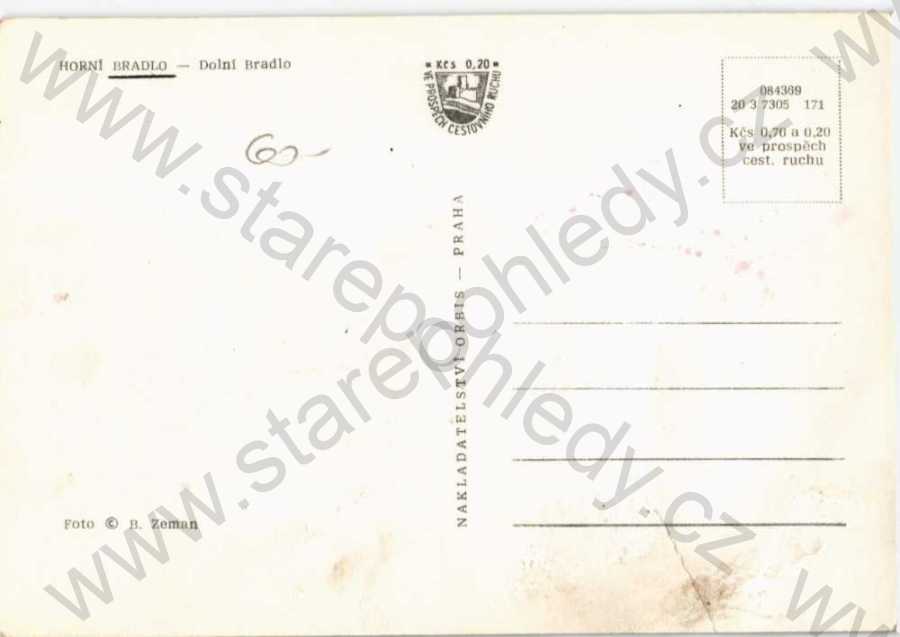 HORNÍ BRADLO — Dolní Bradlo
Kčs 0,20
VE PROSPĚCH CESTOVNÍHO RUCHU
084369
20 3 7305 171
Kčs 0,70 a 0,20
ve prospěch
cest. ruchu
60,-
NAKLADATELSTVÍ ORBIS — PRAHA
Foto © B. Zeman
www.starepohledy.cz
www.starepohledy.cz